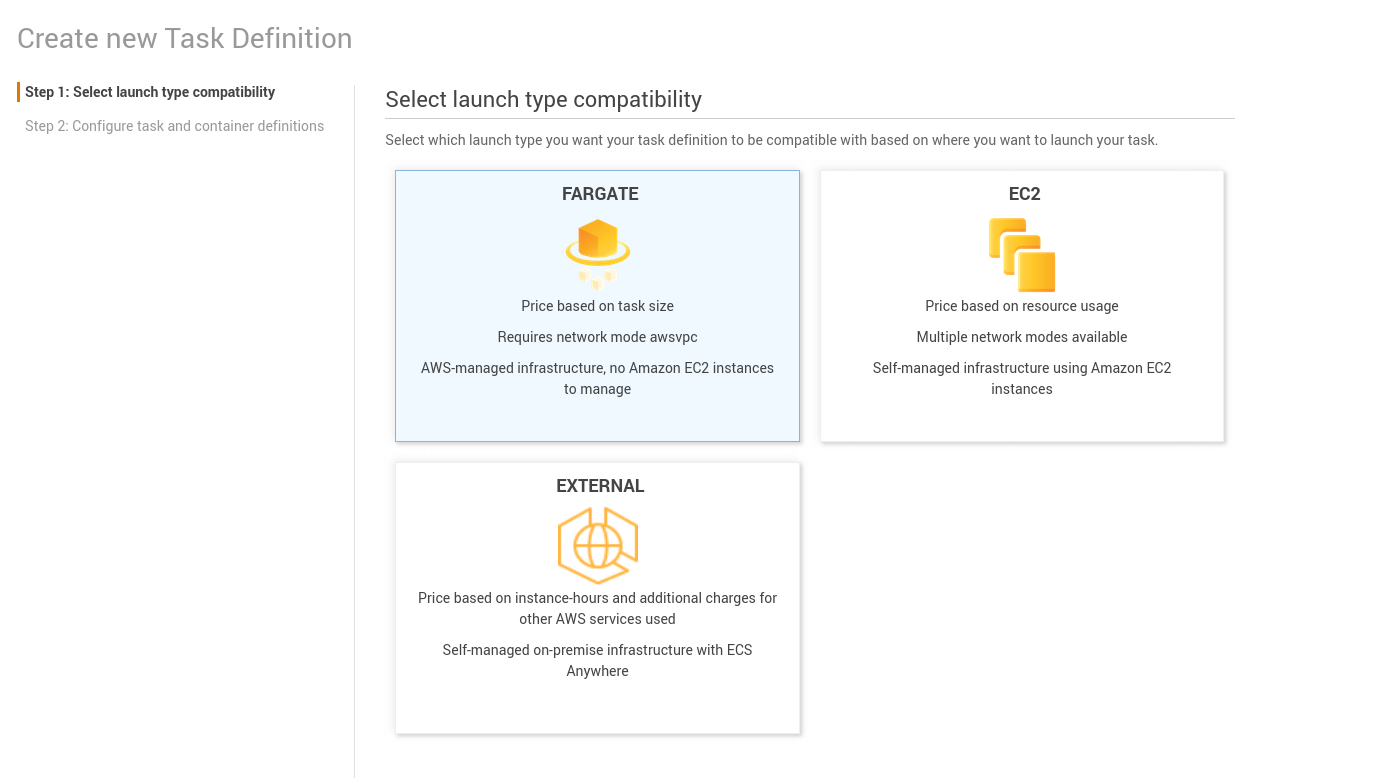 Create new Task Definition
Step 1: Select launch type compatibility
Step 2: Configure task and container definitions
Select launch type compatibility
Select which launch type you want your task definition to be compatible with based on where you want to launch your task.
FARGATE
Price based on task size
Requires network mode awsvpc
AWS-managed infrastructure, no Amazon EC2 instances
to manage
EC2
Price based on resource usage
Multiple network modes available
Self-managed infrastructure using Amazon EC2
instances
EXTERNAL
Price based on instance-hours and additional charges for
other AWS services used
Self-managed on-premise infrastructure with ECS
Anywhere